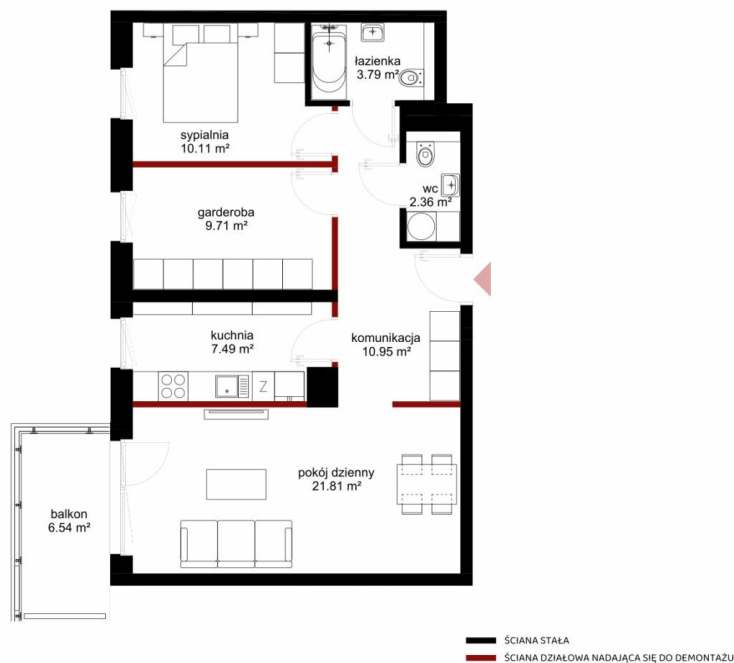 łazienka
3.79 m²
sypialnia
10.11 m²
wc
2.36 m²
garderoba
9.71 m²
kuchnia
7.49 m²
komunikacja
10.95 m²
Z
pokój dzienny
21.81 m²
balkon
6.54 m²
ŚCIANA STAŁA
ŚCIANA DZIAŁOWA NADAJĄCA SIĘ DO DEMONTAŻU